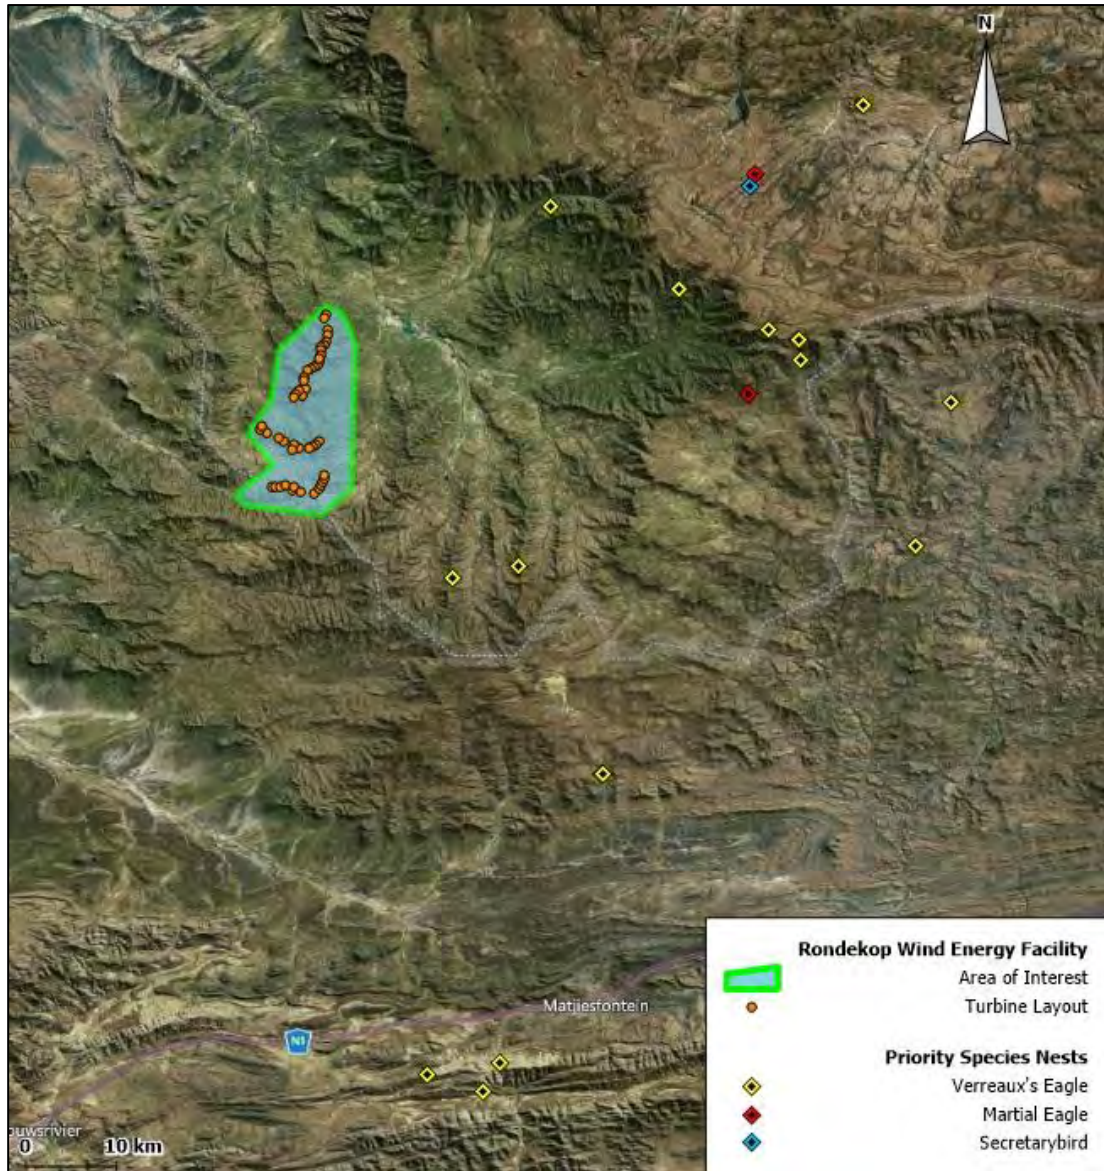 N
Matjiesfontein
N1
ouwsrivier
0 10 km
Rondekop Wind Energy Facility
Area of Interest
Turbine Layout
Priority Species Nests
Verreaux's Eagle
Martial Eagle
Secretarybird